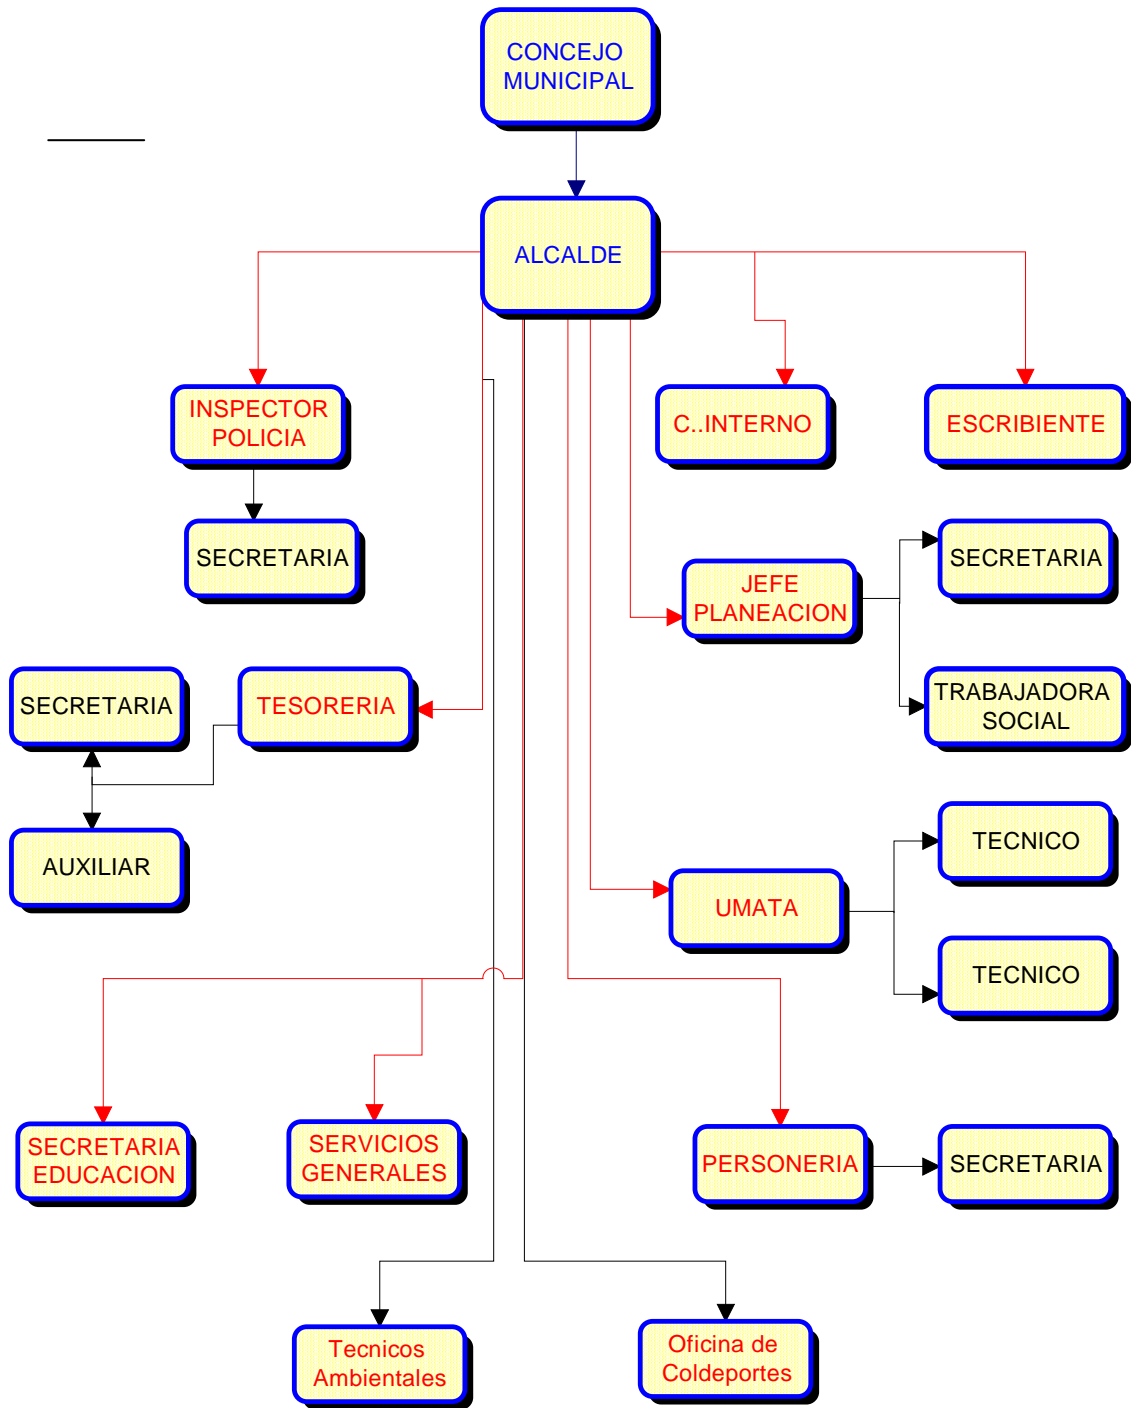 CONCEJO
MUNICIPAL
ALCALDE
INSPECTOR
POLICIA
C..INTERNO
ESCRIBIENTE
SECRETARIA
SECRETARIA
JEFE
PLANEACION
SECRETARIA
TESORERIA
TRABAJADORA
SOCIAL
AUXILIAR
TECNICO
UMATA
TECNICO
SECRETARIA
EDUCACION
SERVICIOS
GENERALES
PERSONERIA
SECRETARIA
Tecnicos
Ambientales
Oficina de
Coldeportes